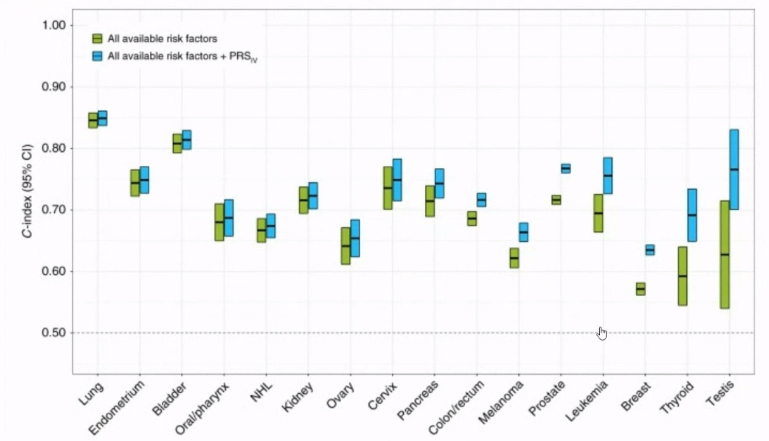 1.00
0.90
0.80
0.70
0.60
0.50
C-index (95% CI)
All available risk factors
All available risk factors + PRSIV
Lung
Endometrium
Bladder
Oral/pharynx
NHL
Kidney
Ovary
Cervix
Pancreas
Colon/rectum
Melanoma
Prostate
Leukemia
Breast
Thyroid
Testis